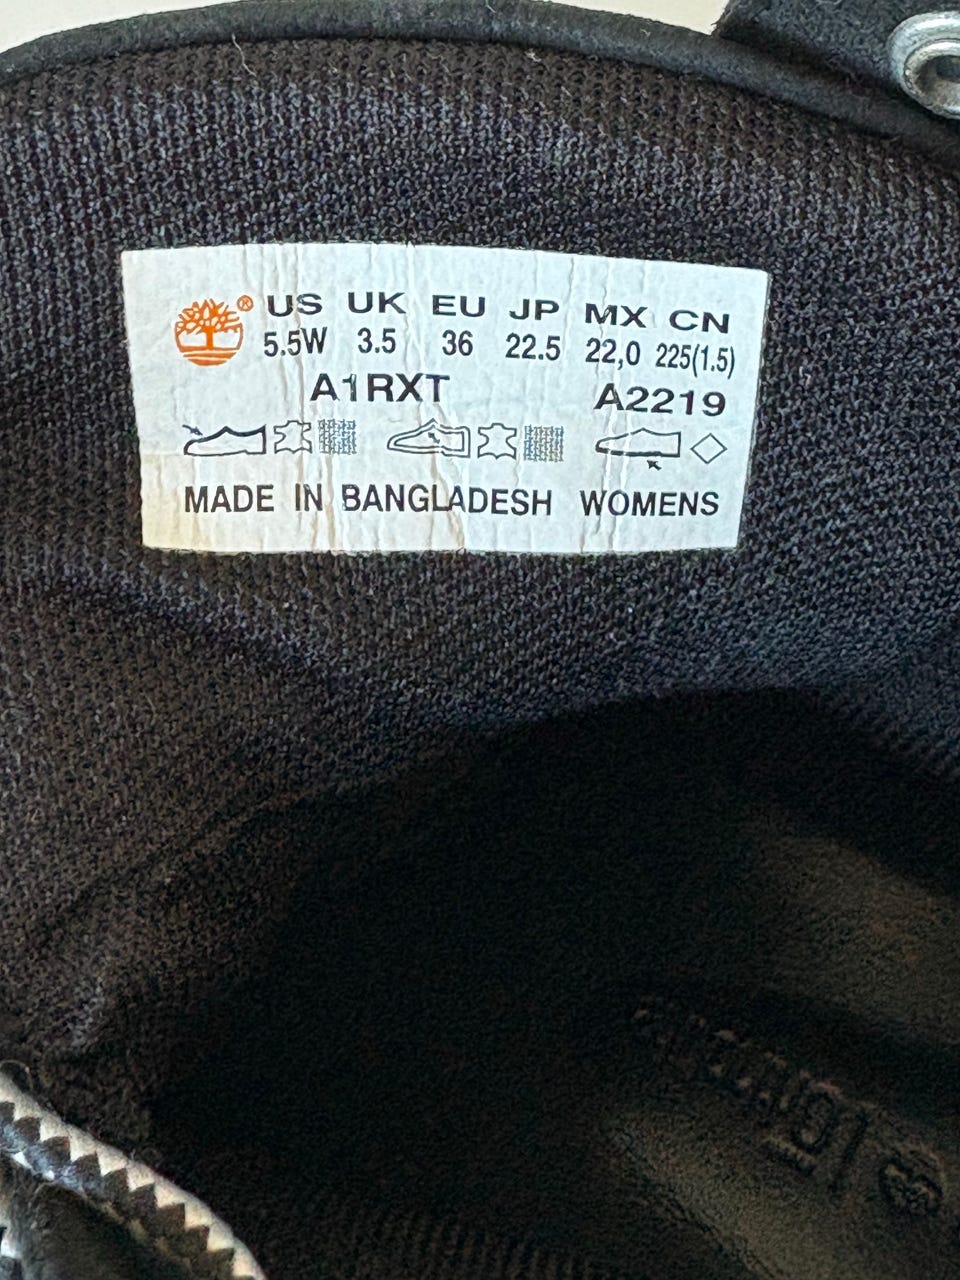 ® US UK EU JP MX CN
5.5W 3.5 36 22.5 22,0 225(1.5)
A1RXT A2219
MADE IN BANGLADESH WOMENS